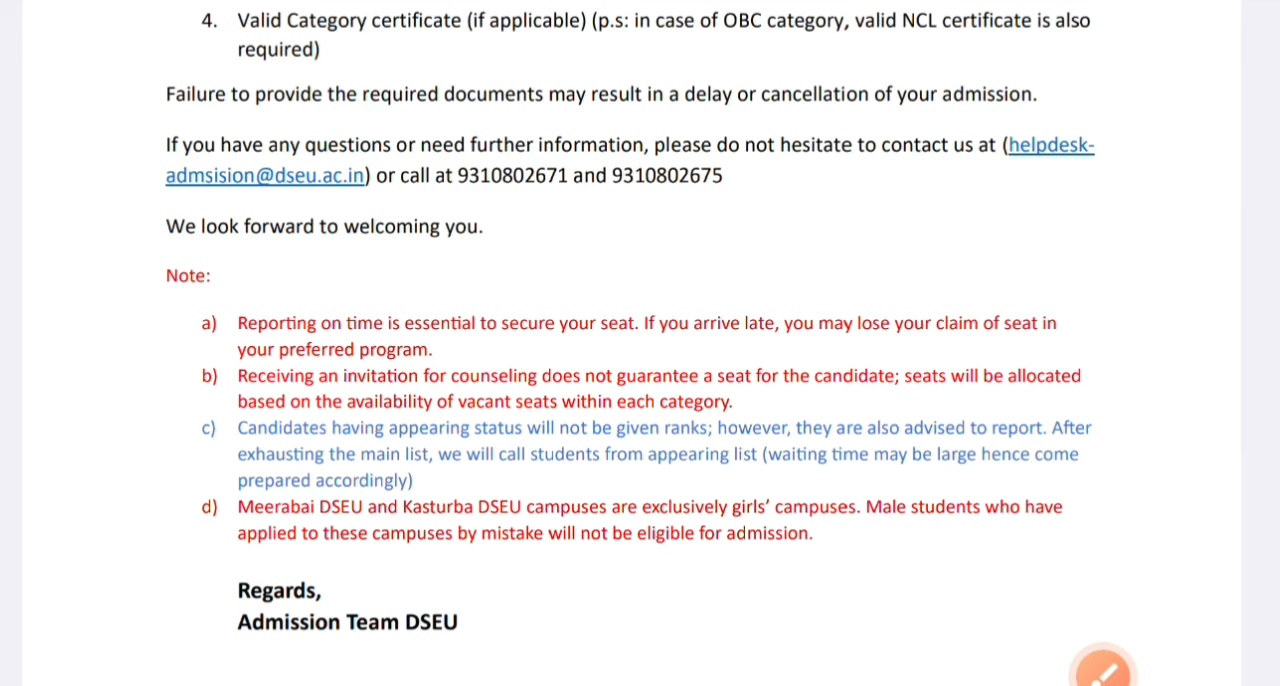 4. Valid Category certificate (if applicable) (p.s: in case of OBC category, valid NCL certificate is also
required)
Failure to provide the required documents may result in a delay or cancellation of your admission.
If you have any questions or need further information, please do not hesitate to contact us at (helpdesk-
admsision@dseu.ac.in) or call at 9310802671 and 9310802675
We look forward to welcoming you.
Note:
a) Reporting on time is essential to secure your seat. If you arrive late, you may lose your claim of seat in
your preferred program.
b) Receiving an invitation for counseling does not guarantee a seat for the candidate; seats will be allocated
based on the availability of vacant seats within each category.
c) Candidates having appearing status will not be given ranks; however, they are also advised to report. After
exhausting the main list, we will call students from appearing list (waiting time may be large hence come
prepared accordingly)
d) Meerabai DSEU and Kasturba DSEU campuses are exclusively girls’ campuses. Male students who have
applied to these campuses by mistake will not be eligible for admission.
Regards,
Admission Team DSEU